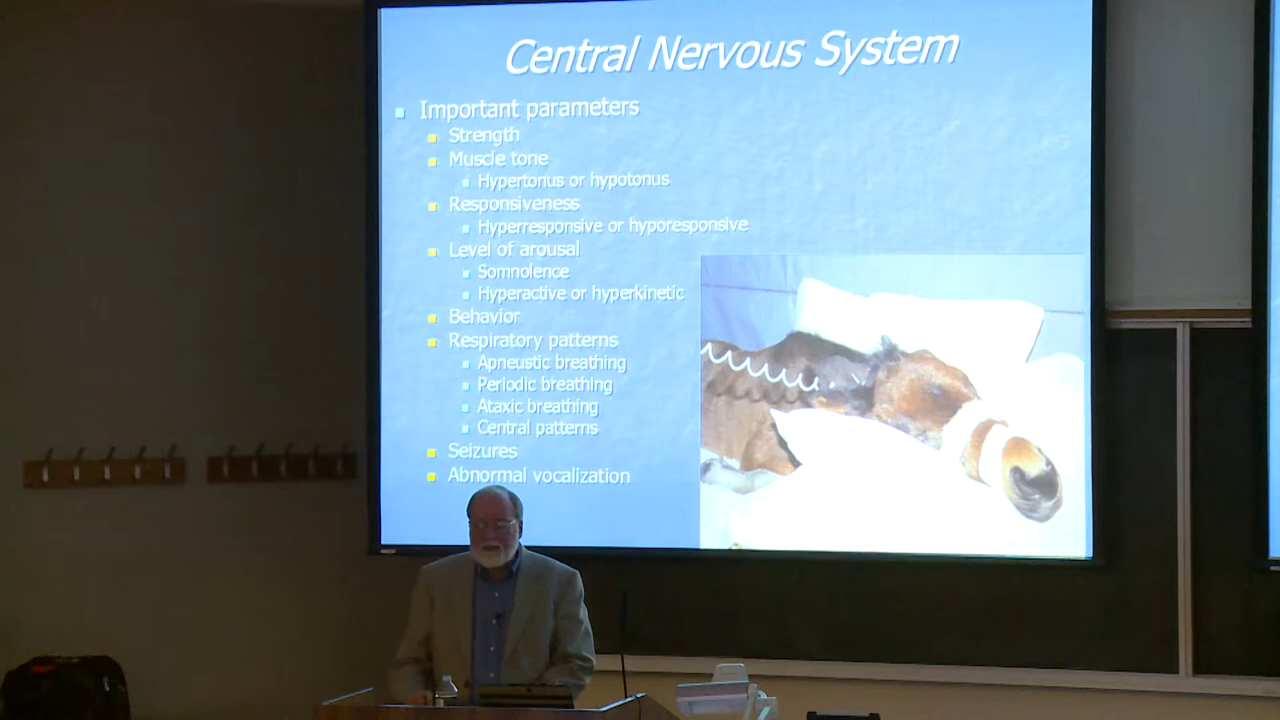 Central Nervous System
Important parameters
Strength
Muscle tone
Hypertonus or hypotonus
Responsiveness
Hyperresponsive or hyporesponsive
Level of arousal
Somnolence
Hyperactive or hyperkinetic
Behavior
Respiratory patterns
Apneustic breathing
Periodic breathing
Ataxic breathing
Central patterns
Seizures
Abnormal vocalization